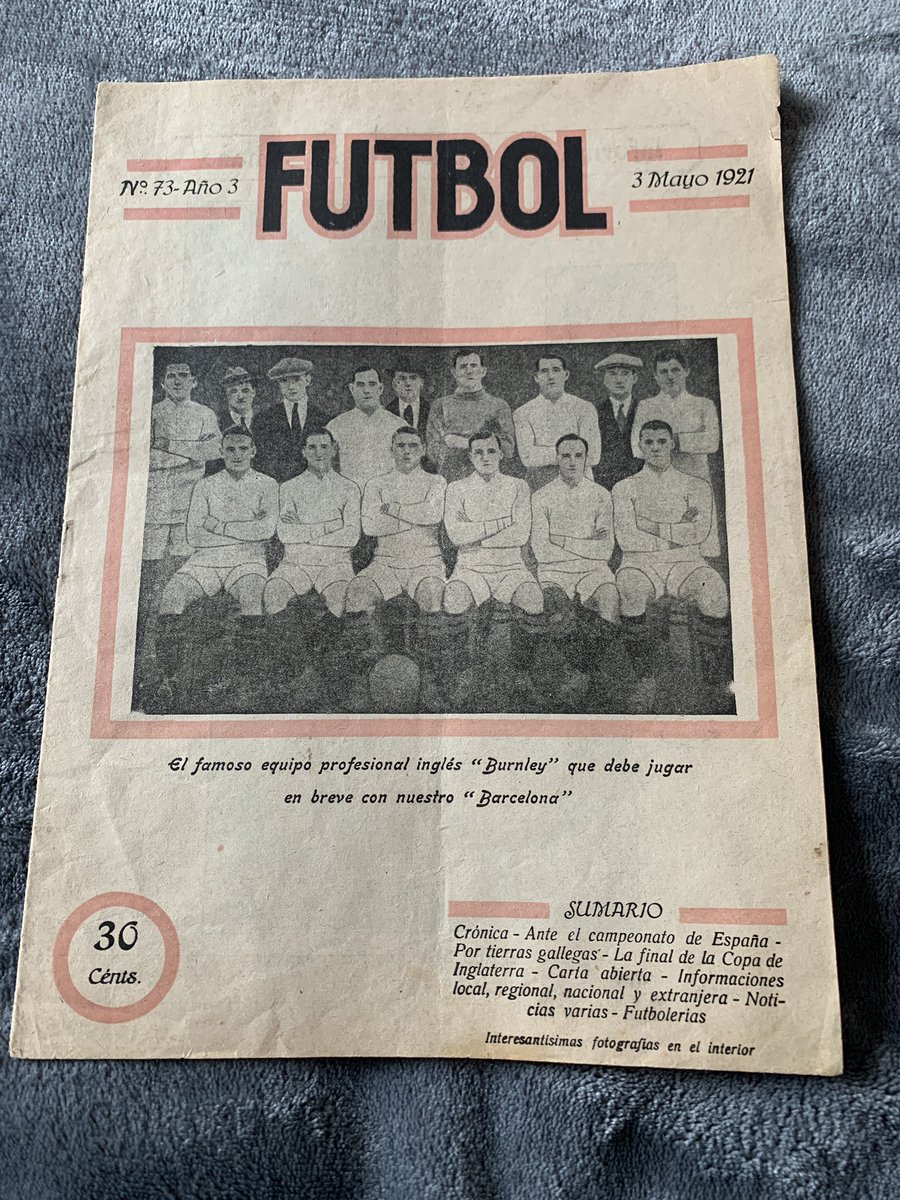 Nº. 73 - Año 3
FUTBOL
3 Mayo 1921
El famoso equipo profesional inglés “Burnley” que debe jugar
en breve con nuestro “Barcelona”
30
Cénts.
SUMARIO
Crónica - Ante el campeonato de España -
Por tierras gallegas - La final de la Copa de
Inglaterra - Carta abierta - Informaciones
local, regional, nacional y extranjera - Noti-
cias varias - Futbolerias
Interesantísimas fotografías en el interior